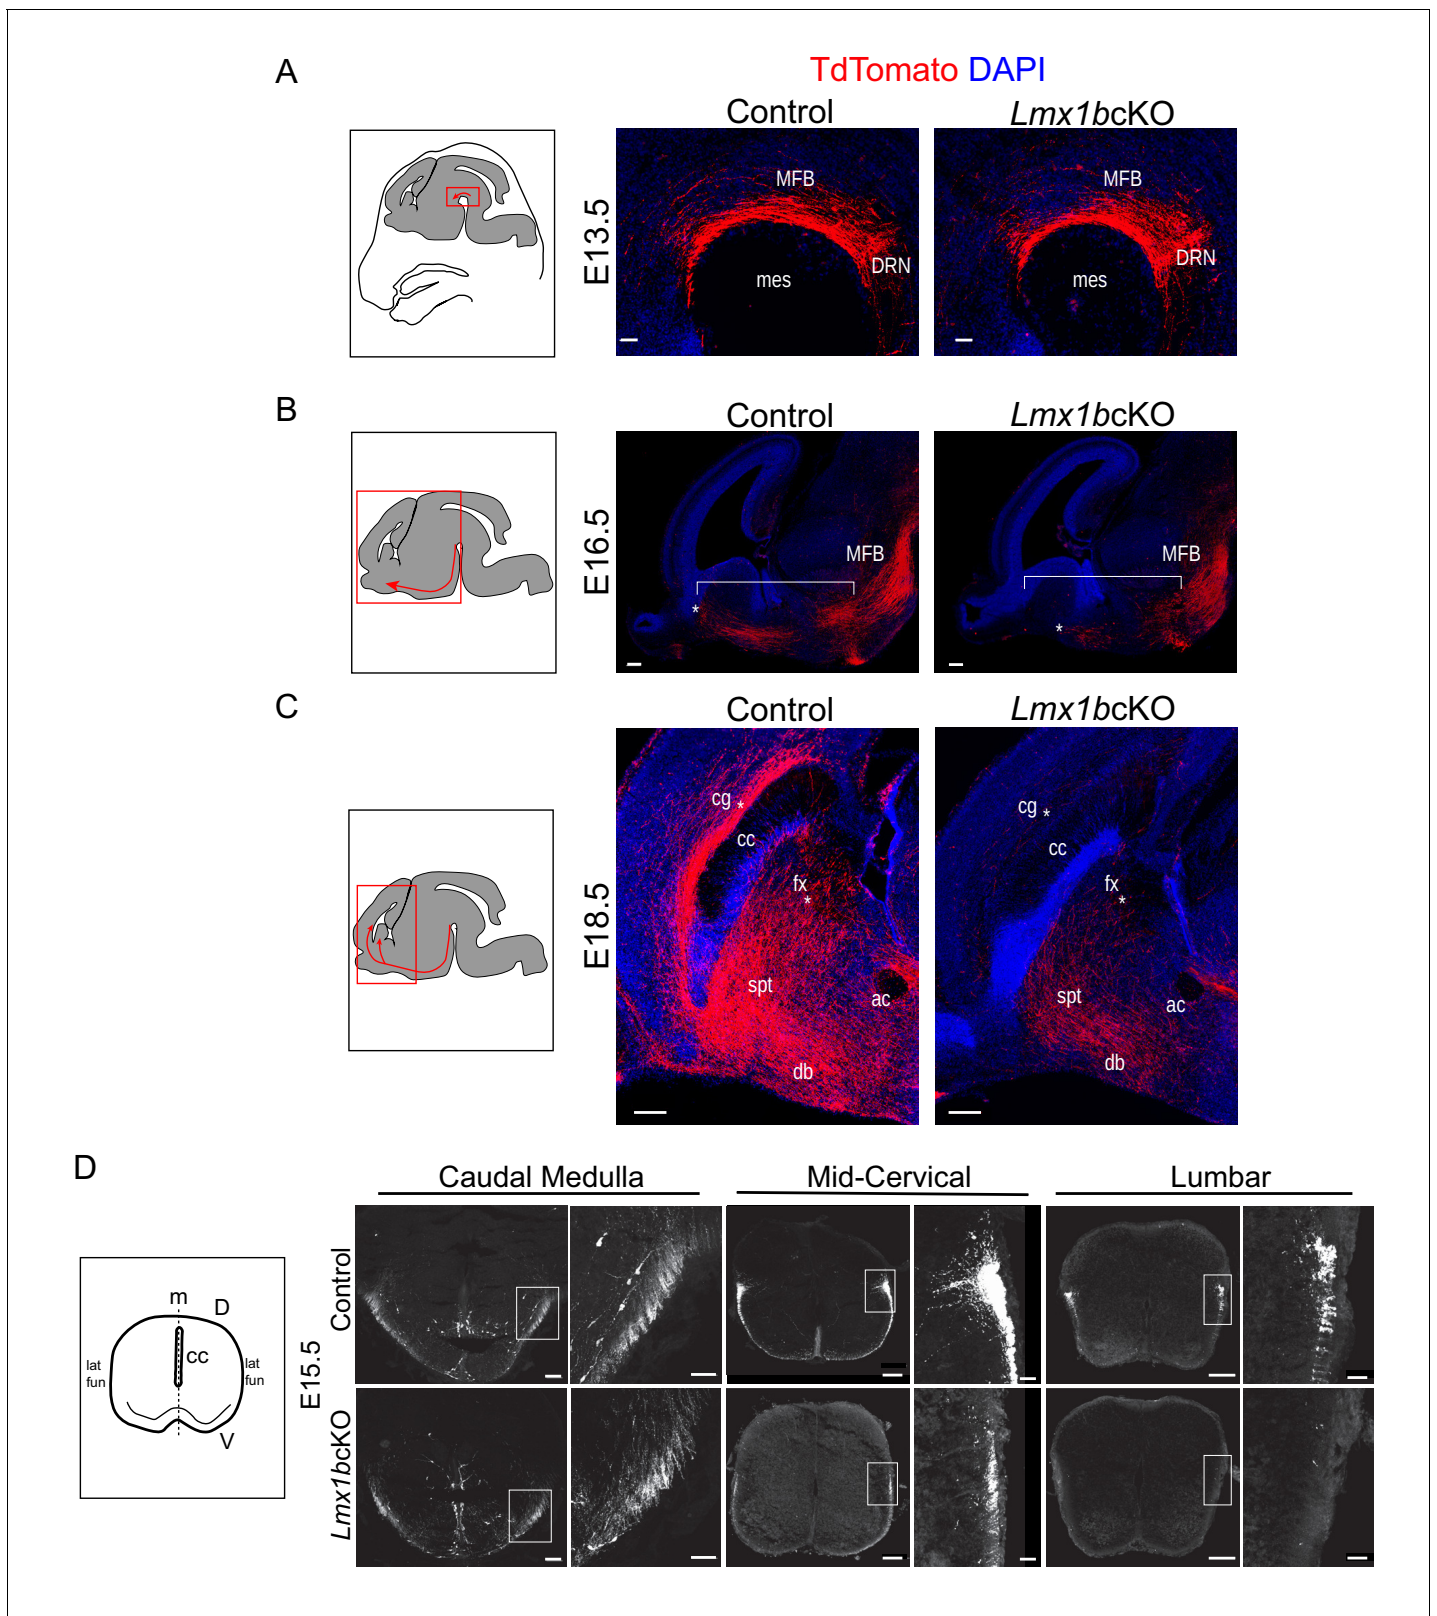 A
TdTomato DAPI
Control
Lmx1bcKO
E13.5
MFB
DRN
mes
MFB
DRN
mes
B
Control
Lmx1bcKO
E16.5
MFB
*
MFB
*
C
Control
Lmx1bcKO
E18.5
cg *
cc
fx
*
spt
ac
db
cg *
cc
fx
*
spt
ac
db
D
Caudal Medulla
Mid-Cervical
Lumbar
m
D
cc
lat fun
lat fun
V
E15.5
Control
Lmx1bcKO